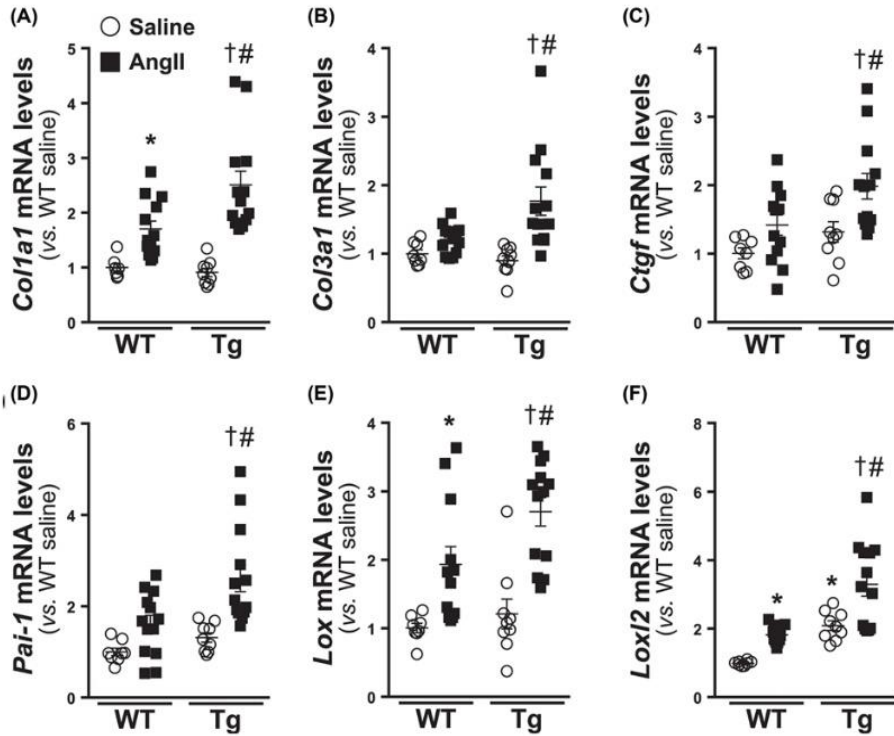 (A)
Saline
AngII
Col1a1 mRNA levels
(vs. WT saline)
5
4
3
2
1
0
*
†#
WT
Tg
(B)
Col3a1 mRNA levels
(vs. WT saline)
4
3
2
1
0
†#
WT
Tg
(C)
Ctgf mRNA levels
(vs. WT saline)
4
3
2
1
0
†#
WT
Tg
(D)
Pai-1 mRNA levels
(vs. WT saline)
6
4
2
0
†#
WT
Tg
(E)
Lox mRNA levels
(vs. WT saline)
4
3
2
1
0
*
†#
WT
Tg
(F)
Loxl2 mRNA levels
(vs. WT saline)
8
6
4
2
0
*
*
†#
WT
Tg